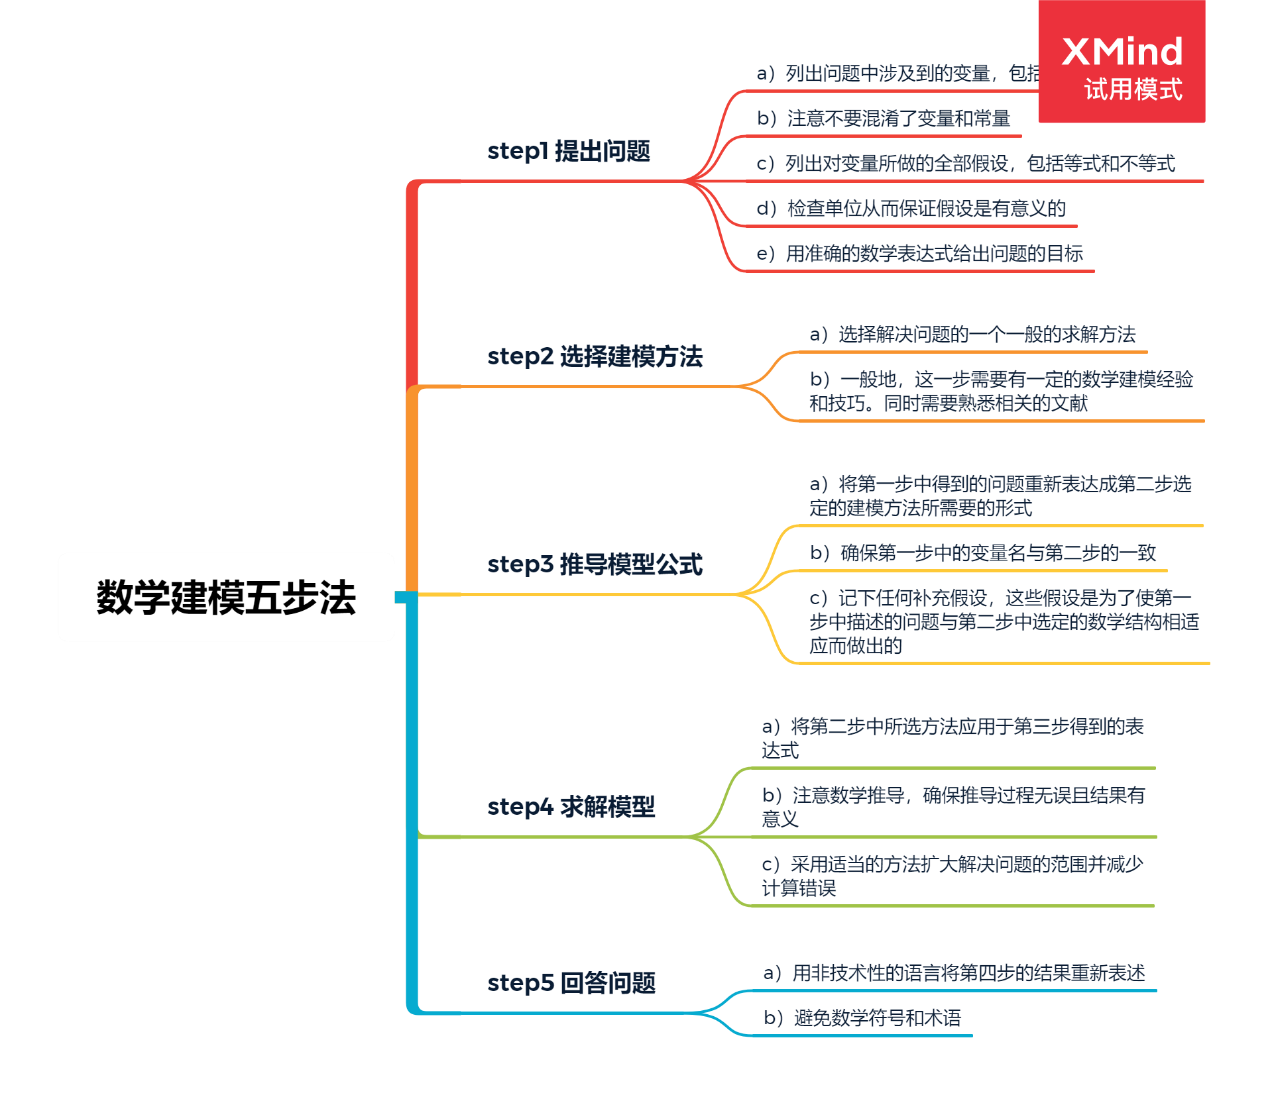 XMind
试用模式
a）列出问题中涉及到的变量，包括
b）注意不要混淆了变量和常量
step1 提出问题
c）列出对变量所做的全部假设，包括等式和不等式
d）检查单位从而保证假设是有意义的
e）用准确的数学表达式给出问题的目标
a）选择解决问题的一个一般的求解方法
step2 选择建模方法
b）一般地，这一步需要有一定的数学建模经验
和技巧。同时需要熟悉相关的文献
a）将第一步中得到的问题重新表达成第二步选
定的建模方法所需要的形式
step3 推导模型公式
b）确保第一步中的变量名与第二步的一致
数学建模五步法
c）记下任何补充假设，这些假设是为了使第一
步中描述的问题与第二步中选定的数学结构相适
应而做出的
a）将第二步中所选方法应用于第三步得到的表
达式
step4 求解模型
b）注意数学推导，确保推导过程无误且结果有
意义
c）采用适当的方法扩大解决问题的范围并减少
计算错误
step5 回答问题
a）用非技术性的语言将第四步的结果重新表述
b）避免数学符号和术语